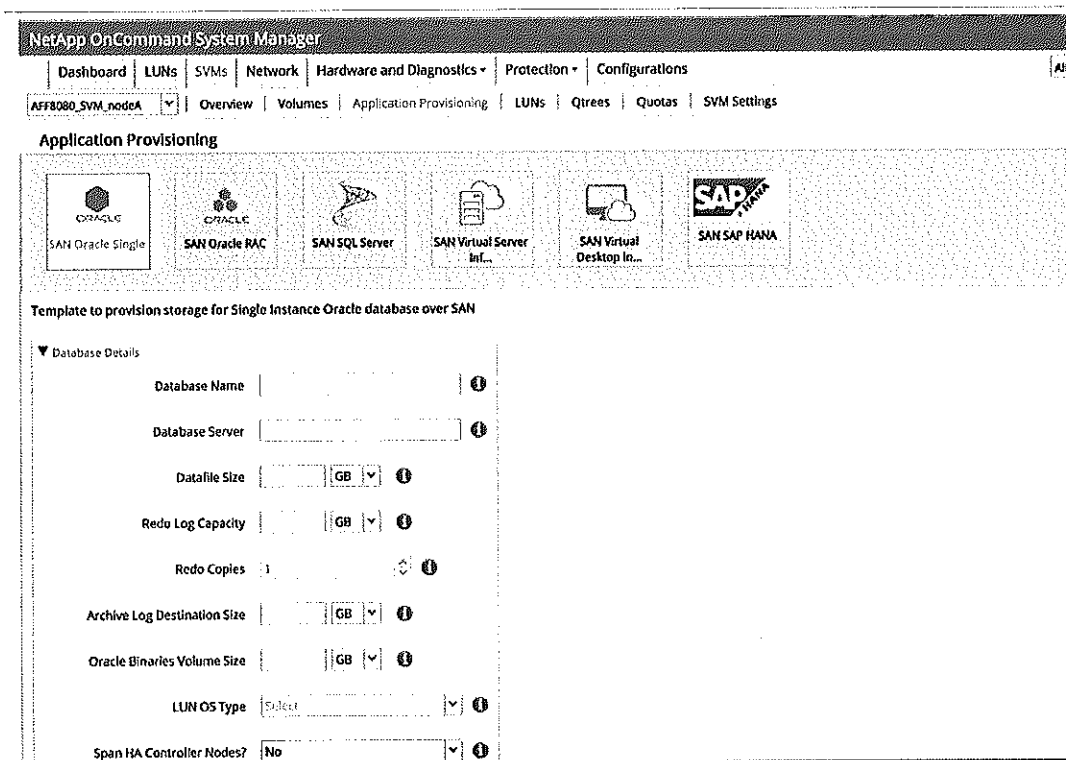 NetApp OnCommand System Manager
Dashboard LUNs SVMs Network Hardware and Diagnostics Protection Configurations
AFF8080_SVM_nodeA Overview Volumes Application Provisioning LUNs Qtrees Quotas SVM Settings
Application Provisioning
ORACLE ORACLE SAP HANA
SAN Oracle Single SAN Oracle RAC SAN SQL Server SAN Virtual Server Inf... SAN Virtual Desktop In... SAN SAP HANA
Template to provision storage for Single Instance Oracle database over SAN
Database Details
Database Name
Database Server
Datafile Size GB
Redo Log Capacity GB
Redo Copies 1
Archive Log Destination Size GB
Oracle Binaries Volume Size GB
LUN OS Type Select
Span HA Controller Nodes? No